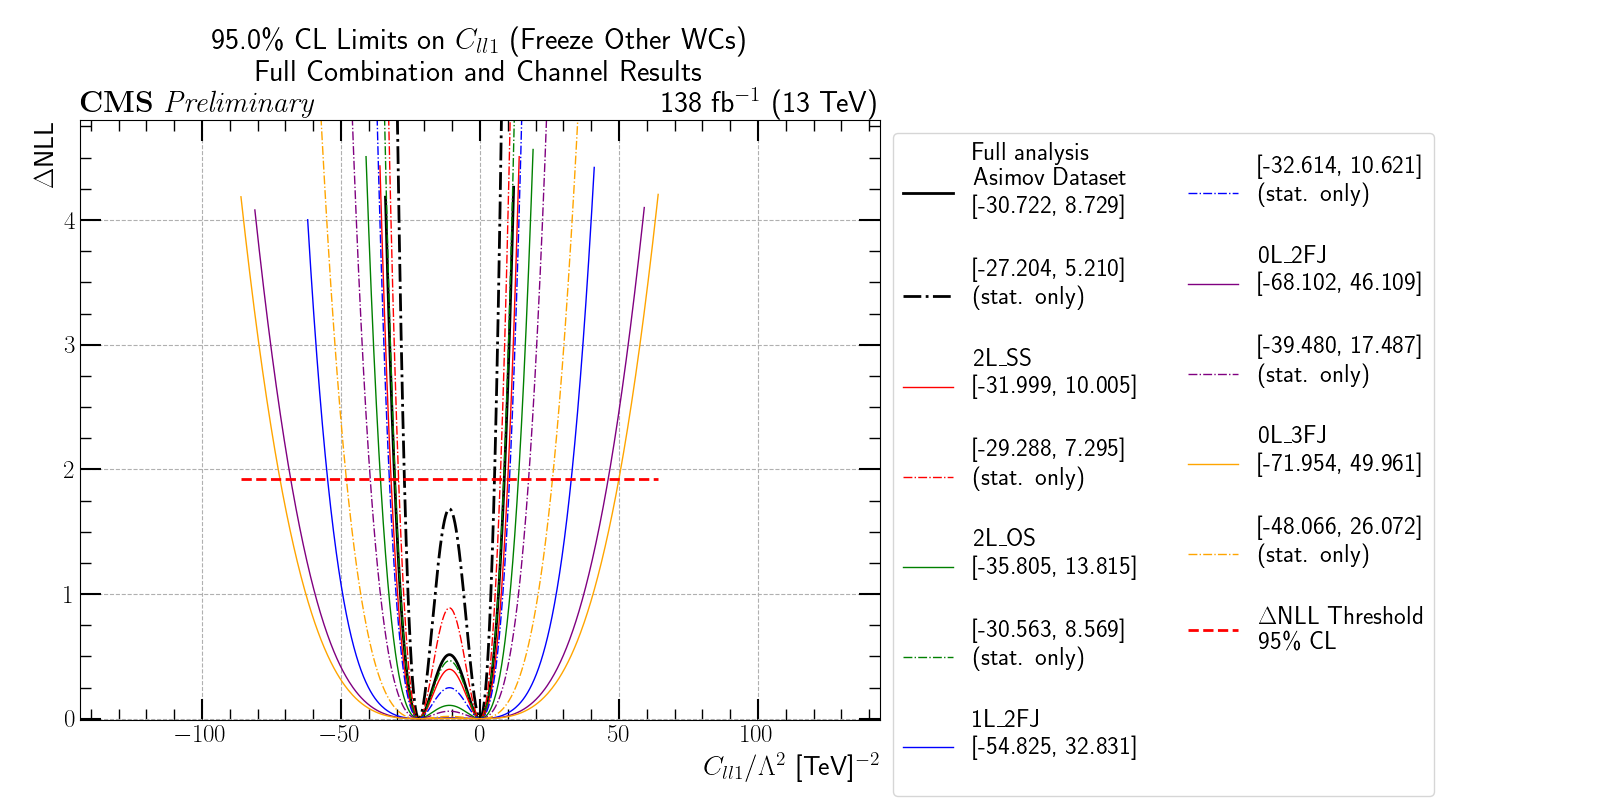 95.0% CL Limits on C_{ll1} (Freeze Other WCs)
Full Combination and Channel Results
CMS Preliminary
138 fb^{-1} (13 TeV)
ΔNLL
4
3
2
1
0
−100
−50
0
50
100
C_{ll1}/Λ^2 [TeV]^{-2}
Full analysis
Asimov Dataset
[-30.722, 8.729]
[-27.204, 5.210]
(stat. only)
2L_SS
[-31.999, 10.005]
[-29.288, 7.295]
(stat. only)
2L_OS
[-35.805, 13.815]
[-30.563, 8.569]
(stat. only)
1L_2FJ
[-54.825, 32.831]
[-32.614, 10.621]
(stat. only)
0L_2FJ
[-68.102, 46.109]
[-39.480, 17.487]
(stat. only)
0L_3FJ
[-71.954, 49.961]
[-48.066, 26.072]
(stat. only)
ΔNLL Threshold
95% CL